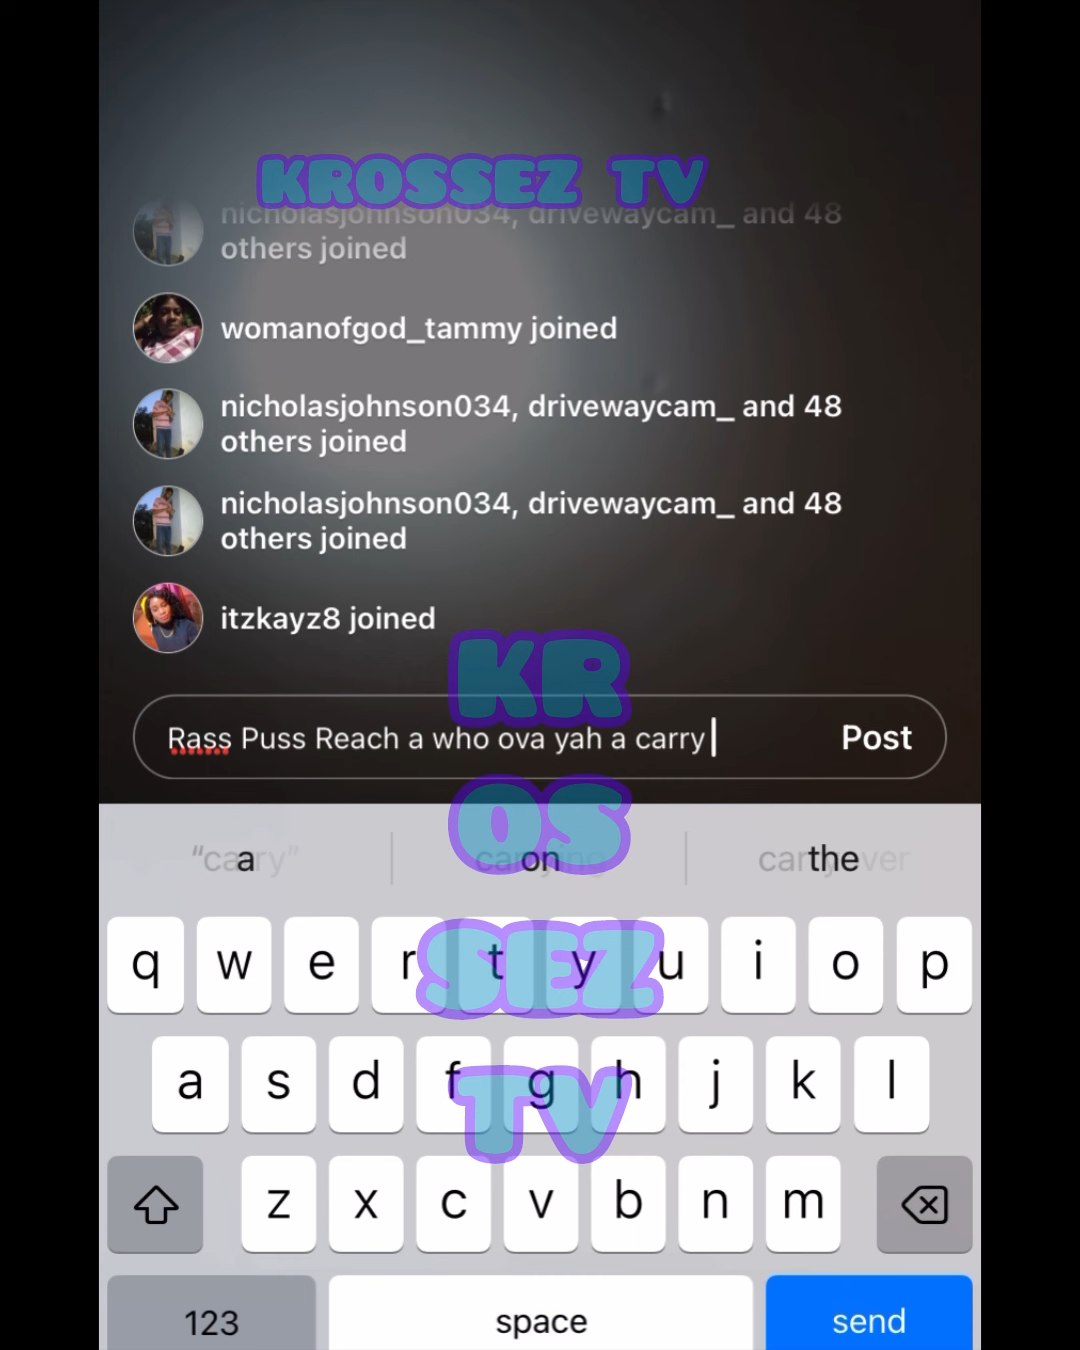 KROSSEZ TV
nicholasjohnson034, drivewaycam_ and 48
others joined
womanofgod_tammy joined
nicholasjohnson034, drivewaycam_ and 48
others joined
nicholasjohnson034, drivewaycam_ and 48
others joined
itzkayz8 joined
KR
Rass Puss Reach a who ova yah a carry Post
OS
a on the
SEZ
q w e r t y u i o p
TV
a s d f g h j k l
z x c v b n m
123 space send